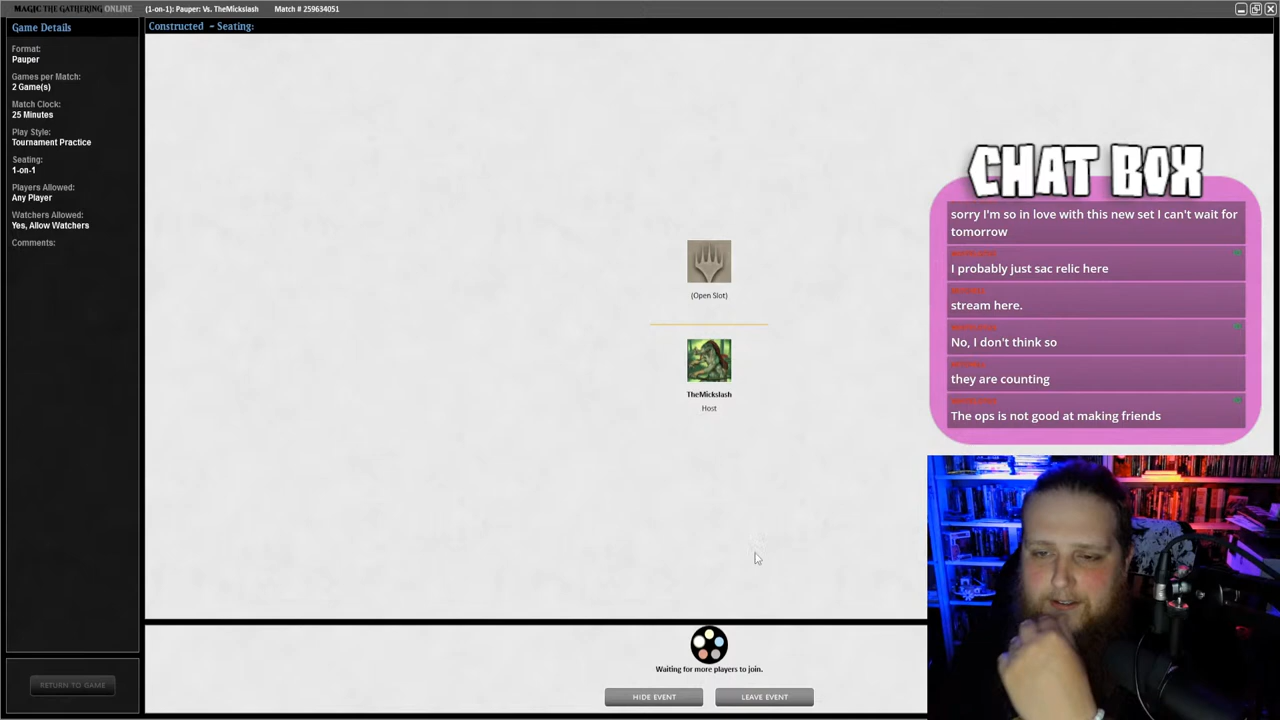 MAGIC THE GATHERING ONLINE
(1-on-1): Pauper: Vs. TheMickslash
Match # 259634051
Game Details
Constructed - Seating:
Format:
Pauper
Games per Match:
2 Game(s)
Match Clock:
25 Minutes
Play Style:
Tournament Practice
Seating:
1-on-1
Players Allowed:
Any Player
Watchers Allowed:
Yes, Allow Watchers
Comments:
(Open Slot)
TheMickslash
Host
CHAT BOX
sorry I'm so in love with this new set I can't wait for
tomorrow
I probably just sac relic here
stream here.
No, I don't think so
they are counting
The ops is not good at making friends
Waiting for more players to join.
HIDE EVENT
LEAVE EVENT
RETURN TO GAME